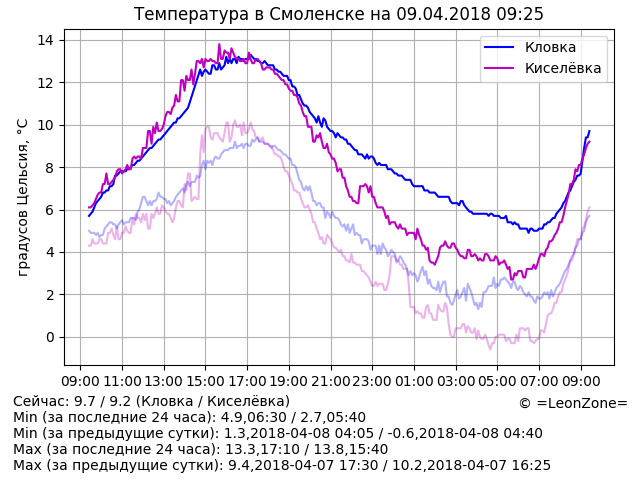 Температура в Смоленске на 09.04.2018 09:25
Кловка
Киселёвка
градусов Цельсия, °C
14
12
10
8
6
4
2
0
09:00 11:00 13:00 15:00 17:00 19:00 21:00 23:00 01:00 03:00 05:00 07:00 09:00
Сейчас: 9.7 / 9.2 (Кловка / Киселёвка)
© =LeonZone=
Min (за последние 24 часа): 4.9,06:30 / 2.7,05:40
Min (за предыдущие сутки): 1.3,2018-04-08 04:05 / -0.6,2018-04-08 04:40
Max (за последние 24 часа): 13.3,17:10 / 13.8,15:40
Max (за предыдущие сутки): 9.4,2018-04-07 17:30 / 10.2,2018-04-07 16:25